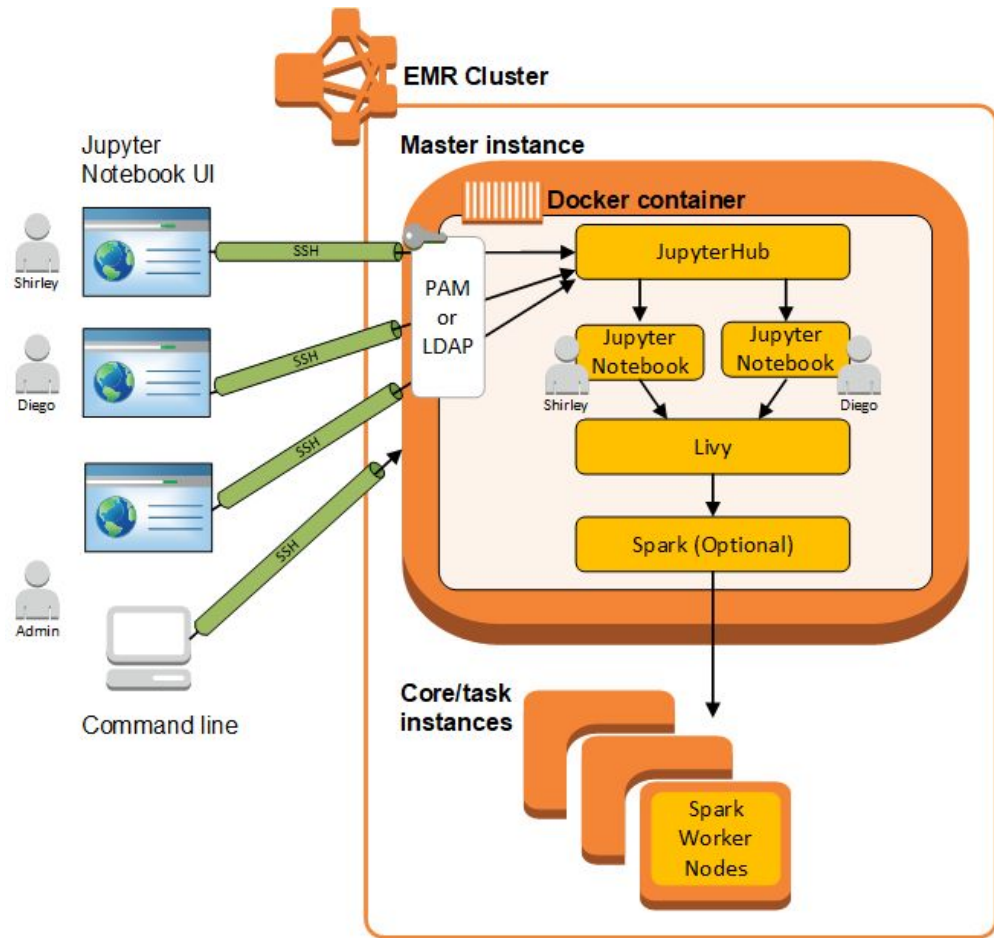 EMR Cluster
Jupyter
Notebook UI
Master instance
Docker container
Shirley
SSH
PAM
or
LDAP
JupyterHub
Diego
SSH
Jupyter
Notebook
Shirley
Jupyter
Notebook
Diego
SSH
Livy
Admin
SSH
Spark (Optional)
Command line
Core/task
instances
Spark
Worker
Nodes